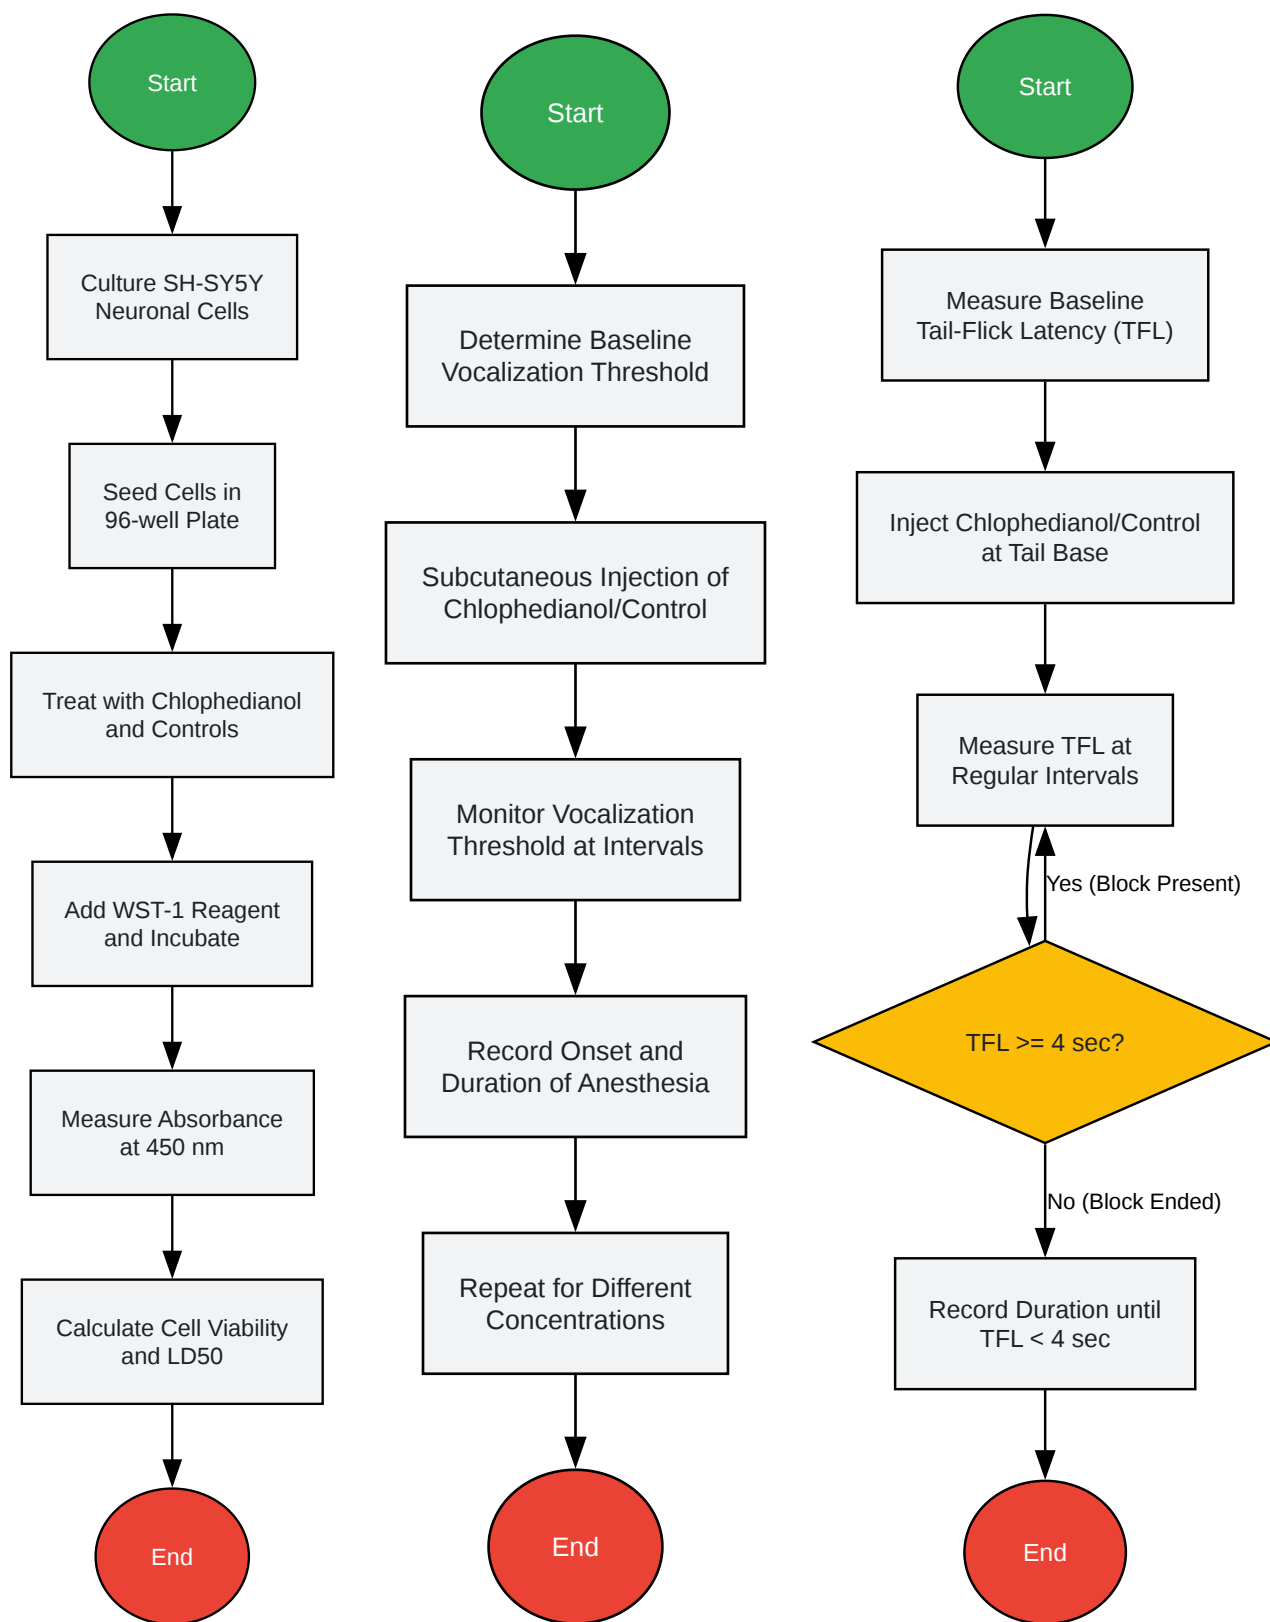 Start
Culture SH-SY5Y
Neuronal Cells
Seed Cells in
96-well Plate
Treat with Chlophedianol
and Controls
Add WST-1 Reagent
and Incubate
Measure Absorbance
at 450 nm
Calculate Cell Viability
and LD50
End
Start
Determine Baseline
Vocalization Threshold
Subcutaneous Injection of
Chlophedianol/Control
Monitor Vocalization
Threshold at Intervals
Record Onset and
Duration of Anesthesia
Repeat for Different
Concentrations
End
Start
Measure Baseline
Tail-Flick Latency (TFL)
Inject Chlophedianol/Control
at Tail Base
Measure TFL at
Regular Intervals
Yes (Block Present)
TFL >= 4 sec?
No (Block Ended)
Record Duration until
TFL < 4 sec
End